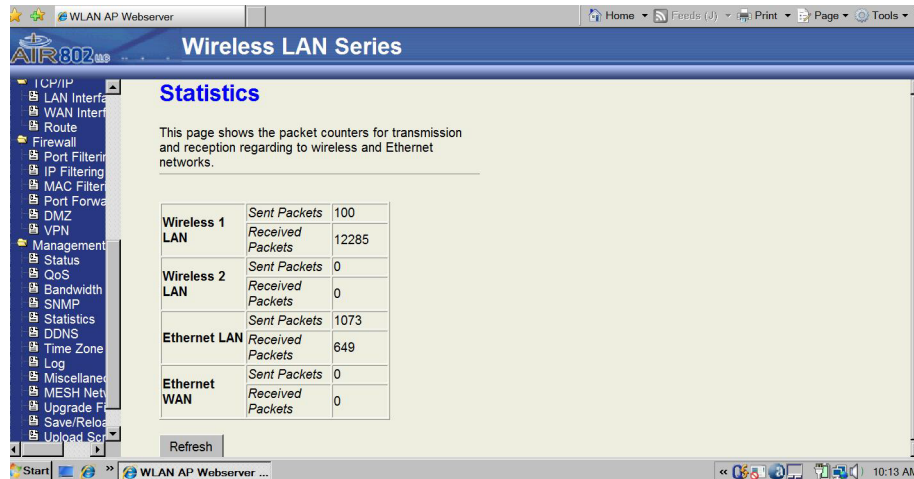 WLAN AP Webserver
Home
Feeds (J)
Print
Page
Tools
AIR802
Wireless LAN Series
TCP/IP
LAN Interfa
WAN Interf
Route
Firewall
Port Filterin
IP Filtering
MAC Filter
Port Forwa
DMZ
VPN
Management
Status
QoS
Bandwidth
SNMP
Statistics
DDNS
Time Zone
Log
Miscellaneo
MESH Netw
Upgrade Fi
Save/Reloa
Upload Scr
Statistics
This page shows the packet counters for transmission
and reception regarding to wireless and Ethernet
networks.
Wireless 1 LAN
Sent Packets 100
Received Packets 12285
Wireless 2 LAN
Sent Packets 0
Received Packets 0
Ethernet LAN
Sent Packets 1073
Received Packets 649
Ethernet WAN
Sent Packets 0
Received Packets 0
Refresh
Start
WLAN AP Webserver ...
10:13 AM